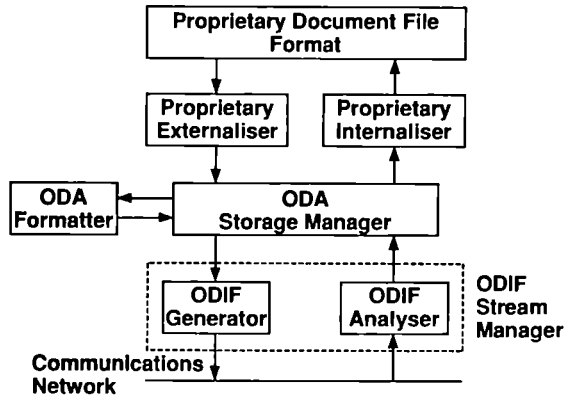 Proprietary Document File
Format
Proprietary
Externaliser
Proprietary
Internaliser
ODA
Formatter
ODA
Storage Manager
ODIF
Generator
ODIF
Analyser
ODIF
Stream
Manager
Communications
Network